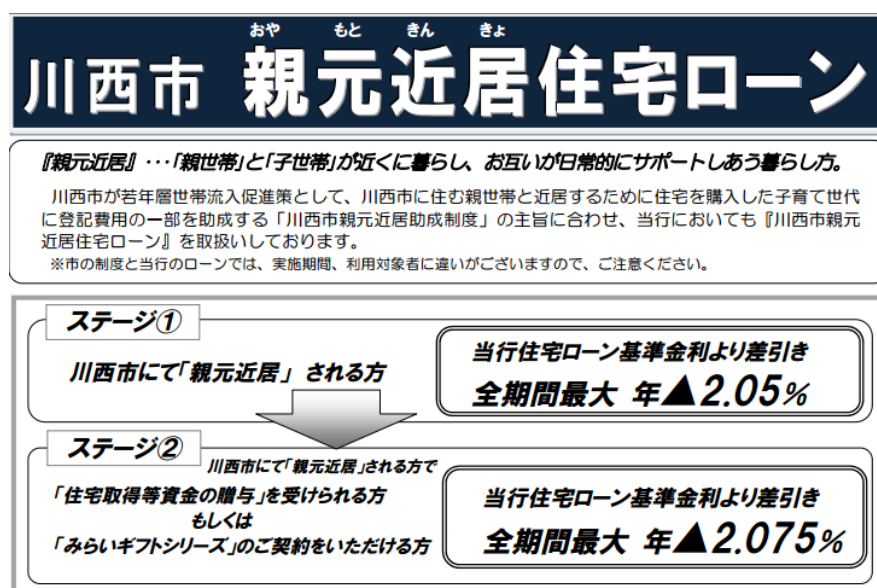 おや もと きん きょ
川西市 親元近居住宅ローン
『親元近居』・・・「親世帯」と「子世帯」が近くに暮らし、お互いが日常的にサポートしあう暮らし方。
川西市が若年層世帯流入促進策として、川西市に住む親世帯と近居するために住宅を購入した子育て世代
に登記費用の一部を助成する「川西市親元近居助成制度」の主旨に合わせ、当行においても『川西市親元
近居住宅ローン』を取扱いしております。
※市の制度と当行のローンでは、実施期間、利用対象者に違いがございますので、ご注意ください。
ステージ①
川西市にて「親元近居」される方
当行住宅ローン基準金利より差引き
全期間最大 年▲2.05%
ステージ②
川西市にて「親元近居」される方で
「住宅取得等資金の贈与」を受けられる方
もしくは
「みらいギフトシリーズ」のご契約をいただける方
当行住宅ローン基準金利より差引き
全期間最大 年▲2.075%